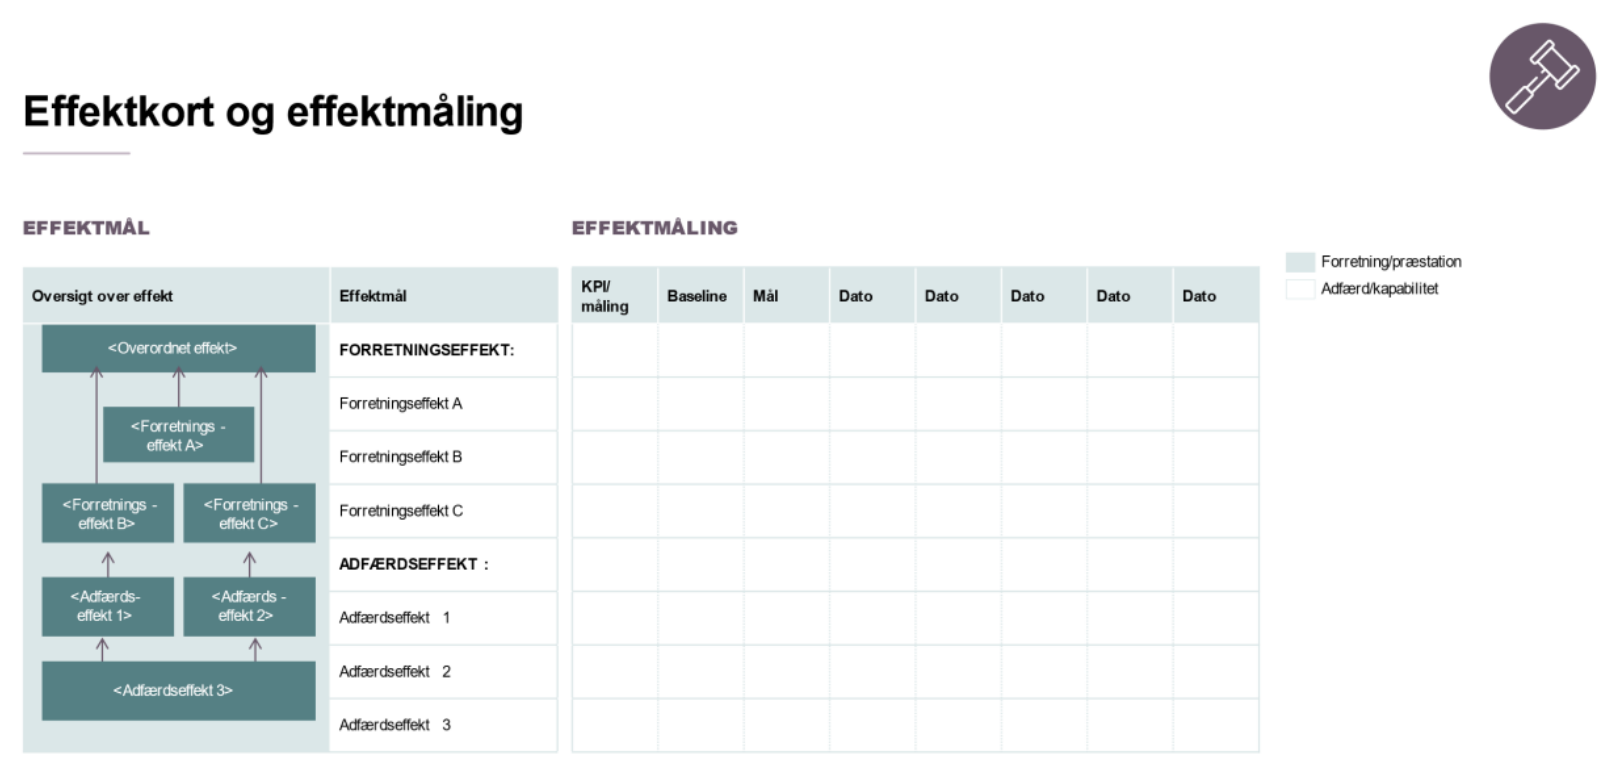 Effektkort og effektmåling
EFFEKTMÅL
Oversigt over effekt
Effektmål
<Overordnet effekt>
<Forretnings -
effekt A>
<Forretnings -
effekt B>
<Forretnings -
effekt C>
<Adfærds-
effekt 1>
<Adfærds -
effekt 2>
<Adfærdseffekt 3>
FORRETNINGSEFFEKT:
Forretningseffekt A
Forretningseffekt B
Forretningseffekt C
ADFÆRDSEFFEKT :
Adfærdseffekt 1
Adfærdseffekt 2
Adfærdseffekt 3
EFFEKTMÅLING
KPI/
måling
Baseline
Mål
Dato
Dato
Dato
Dato
Dato
Forretning/præstation
Adfærd/kapabilitet